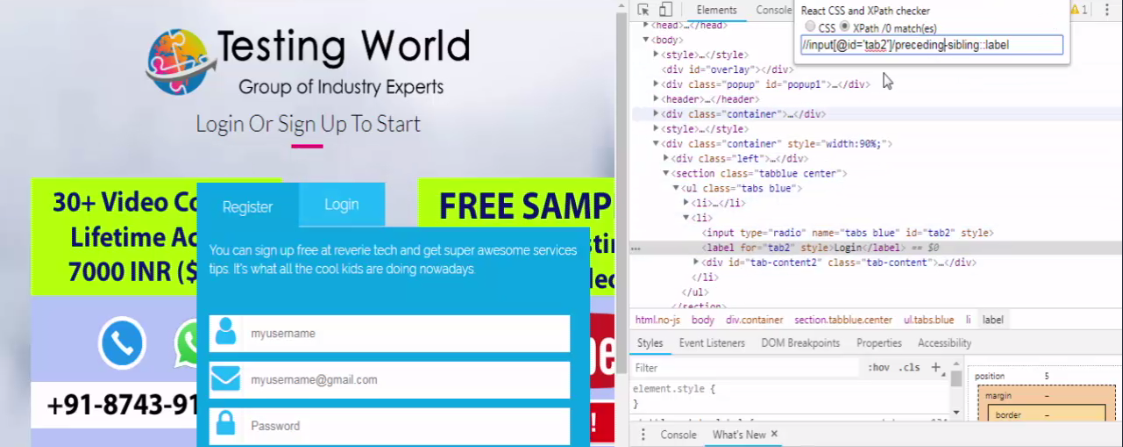 Testing World
Group of Industry Experts
Login Or Sign Up To Start
30+ Video Co
Lifetime Ac
7000 INR ($
Register
Login
FREE SAMP
You can sign up free at reverie tech and get super awesome services
tips. It's what all the cool kids are doing nowadays.
myusername
myusername@gmail.com
Password
+91-8743-91
Elements
Console
1
React CSS and XPath checker
CSS
XPath /0 match(es)
//input[@id='tab2']/preceding-sibling::label
<head>…</head>
<body>
<style>…</style>
<div id="overlay"></div>
<div class="popup" id="popup1">…</div>
<header>…</header>
<div class="container">…</div>
<style>…</style>
<div class="container" style="width:90%;">
<div class="left">…</div>
<section class="tabblue center">
<ul class="tabs blue">
<li>…</li>
<li>
<input type="radio" name="tabs blue" id="tab2" style>
<label for="tab2" style>Login</label> == $0
<div id="tab-content2" class="tab-content">…</div>
</li>
</ul>
</section>
html.no-js body div.container section.tabblue.center ul.tabs.blue li label
Styles Event Listeners DOM Breakpoints Properties Accessibility
Filter
:hov .cls +
element.style {
}
position 5
margin –
border –
Console What's New ×